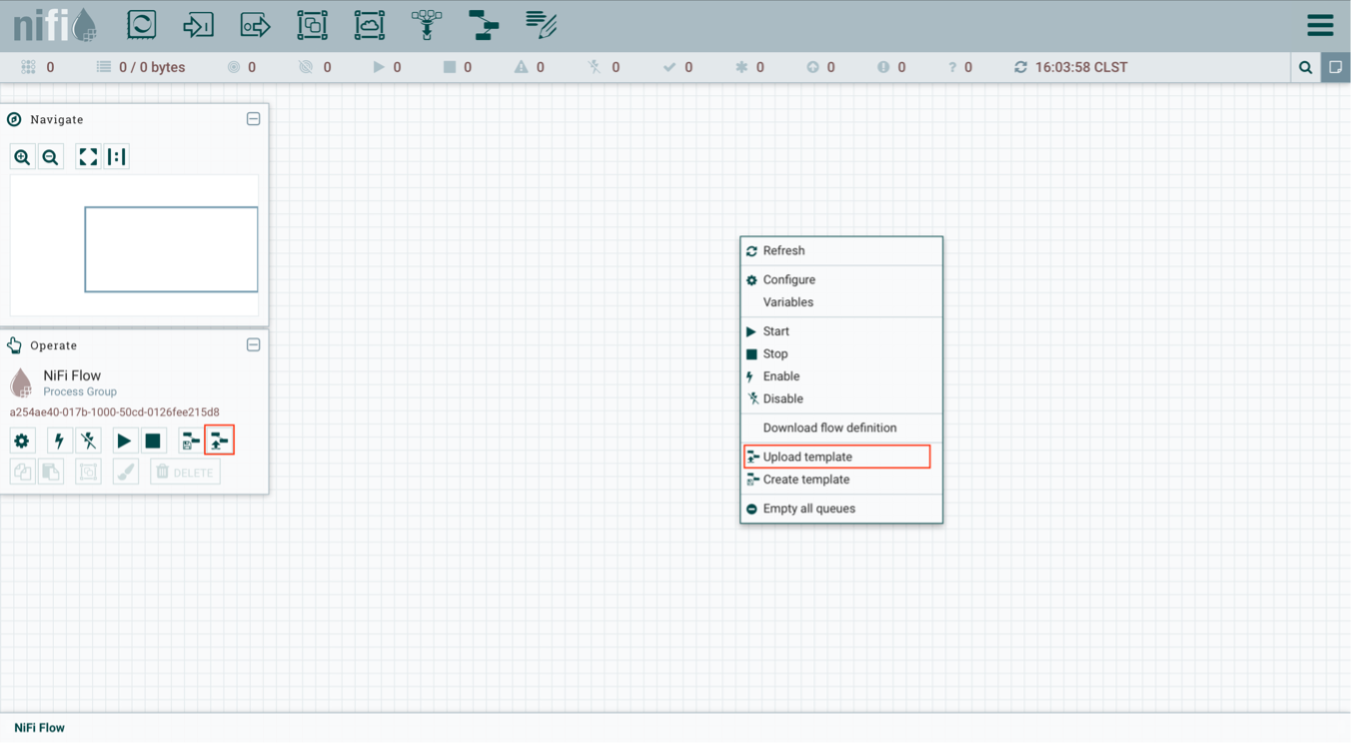 nifi
0 0 / 0 bytes 0 0 0 0 0 0 0 0 0 0 ? 0 16:03:58 CLST
Navigate
Operate
NiFi Flow
Process Group
a254ae40-017b-1000-50cd-0126fee215d8
DELETE
Refresh
Configure
Variables
Start
Stop
Enable
Disable
Download flow definition
Upload template
Create template
Empty all queues
NiFi Flow